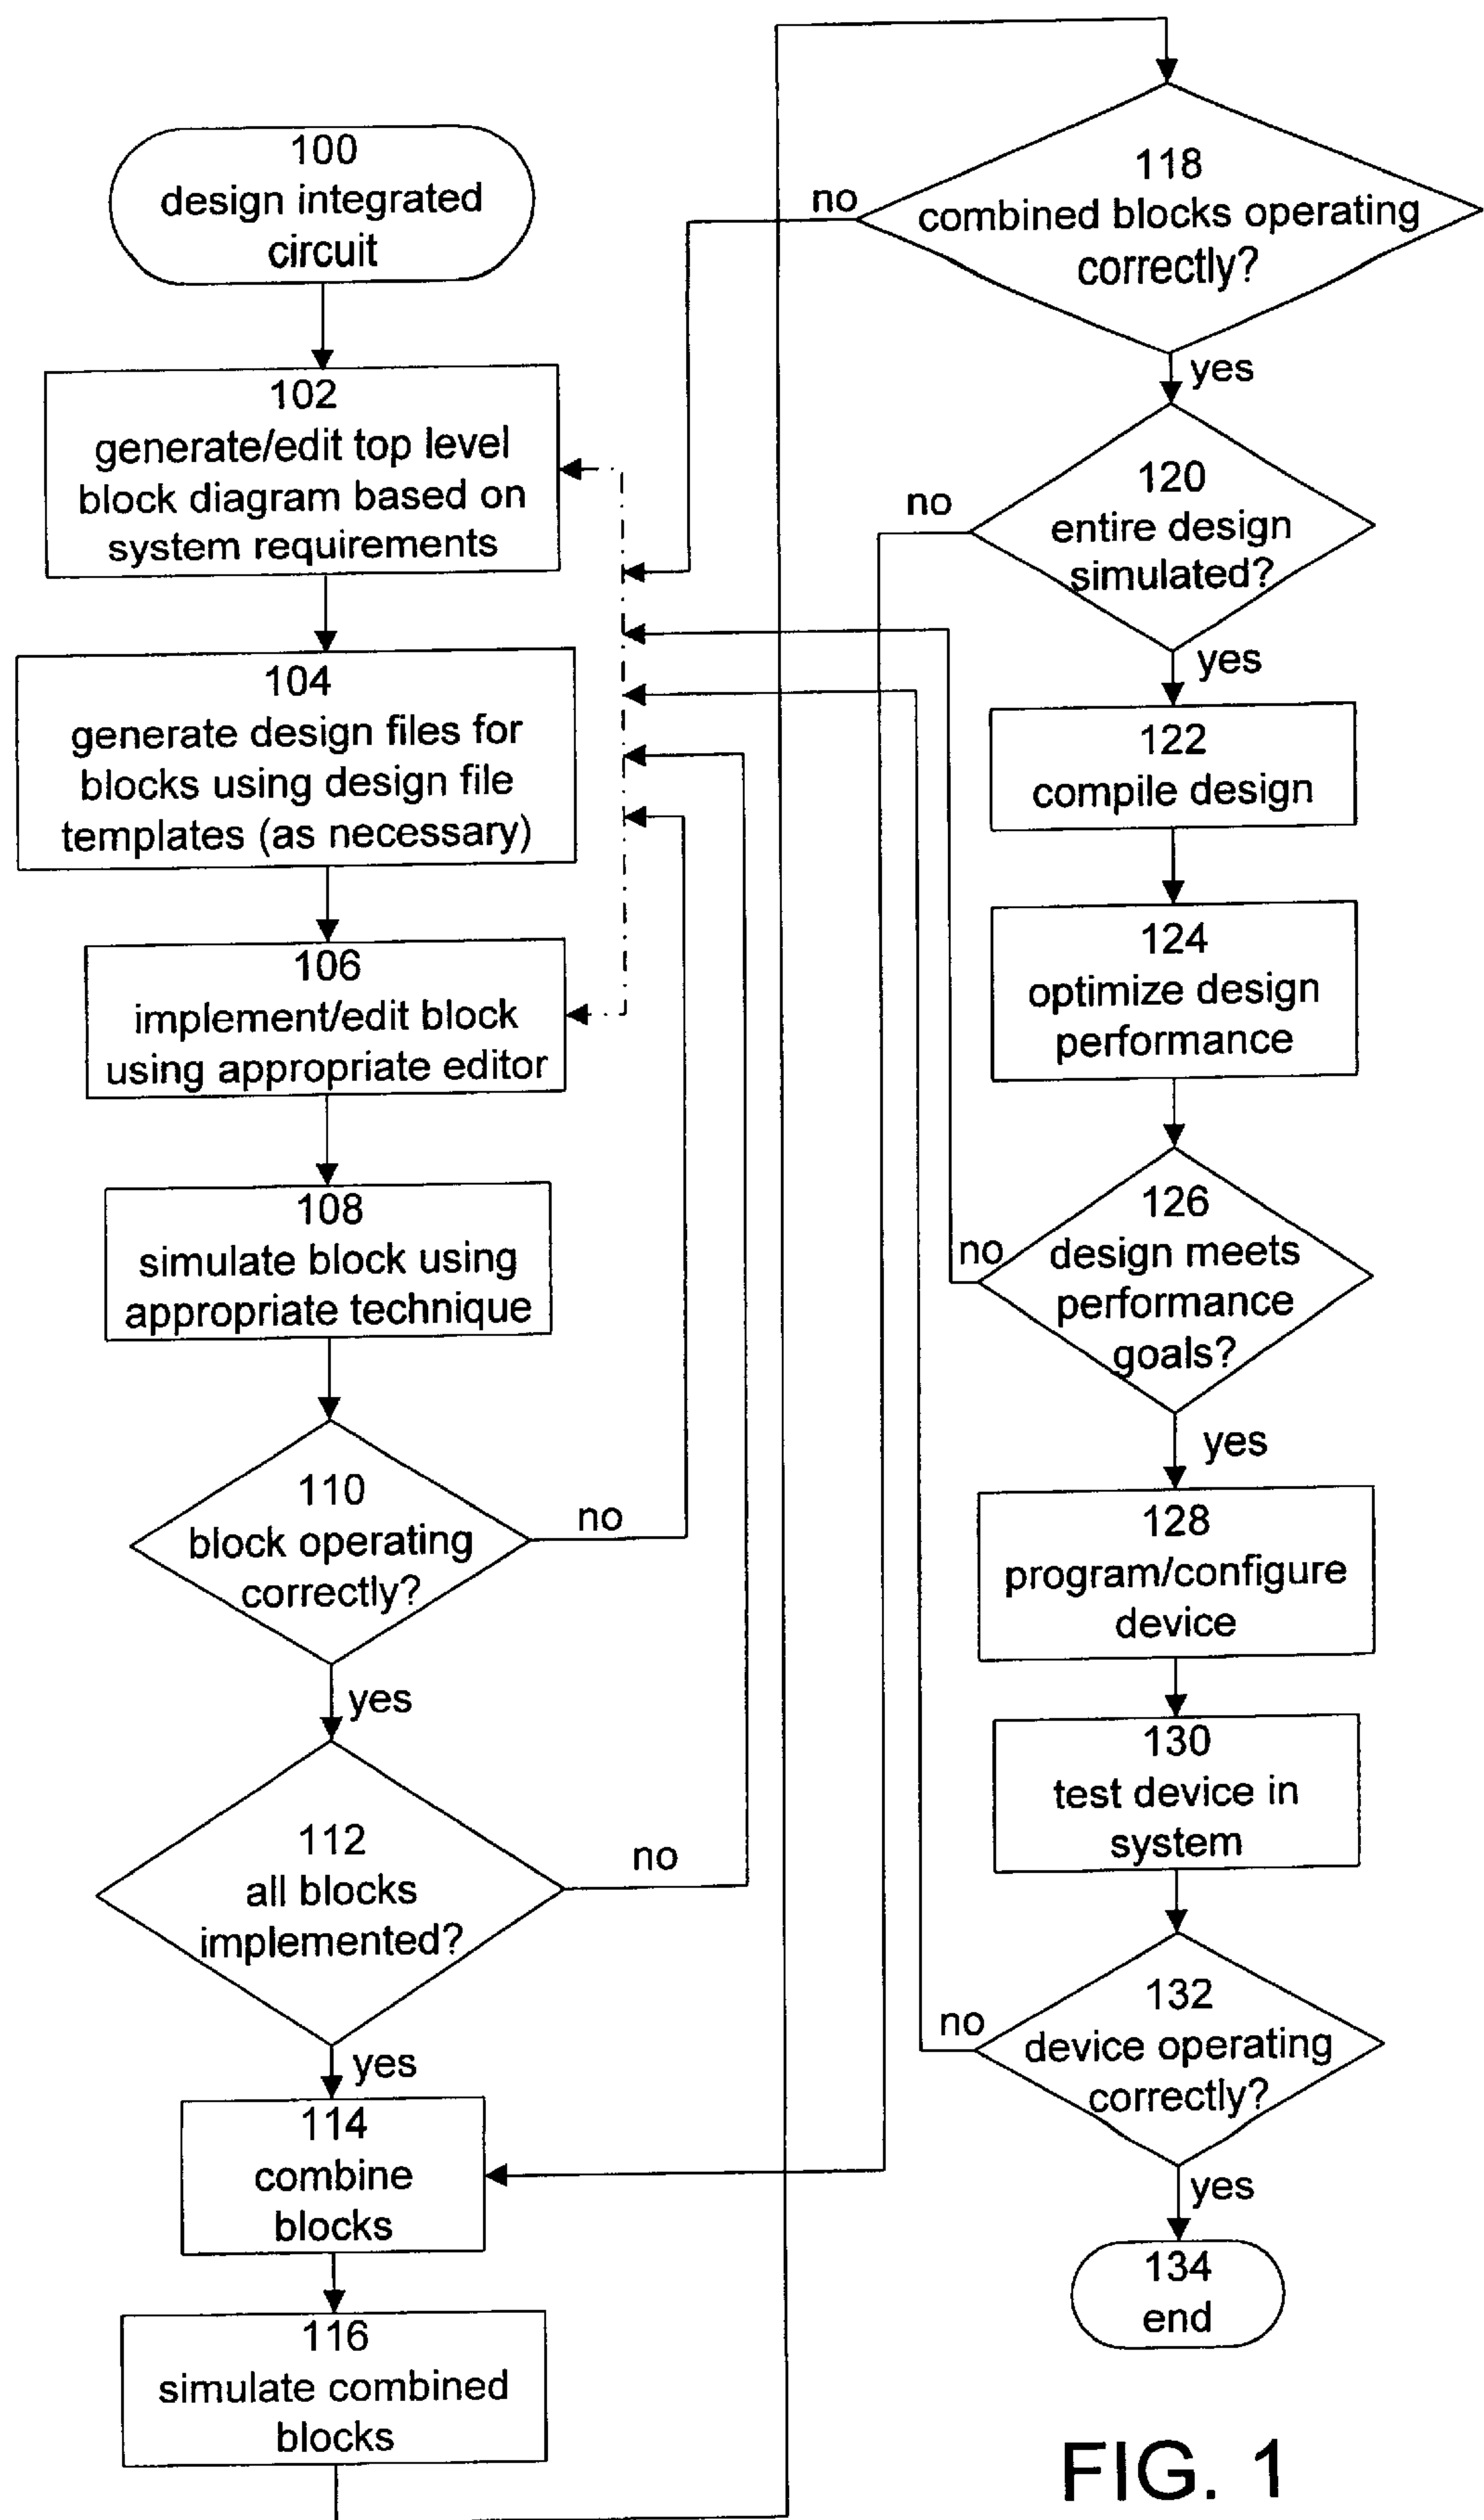 100
design integrated
circuit
102
generate/edit top level
block diagram based on
system requirements
104
generate design files for
blocks using design file
templates (as necessary)
106
implement/edit block
using appropriate editor
108
simulate block using
appropriate technique
110
block operating
correctly?
no
yes
112
all blocks
implemented?
no
yes
114
combine
blocks
116
simulate combined
blocks
118
combined blocks operating
correctly?
no
yes
120
entire design
simulated?
no
yes
122
compile design
124
optimize design
performance
126
design meets
performance
goals?
no
yes
128
program/configure
device
130
test device in
system
132
device operating
correctly?
no
yes
134
end
FIG. 1